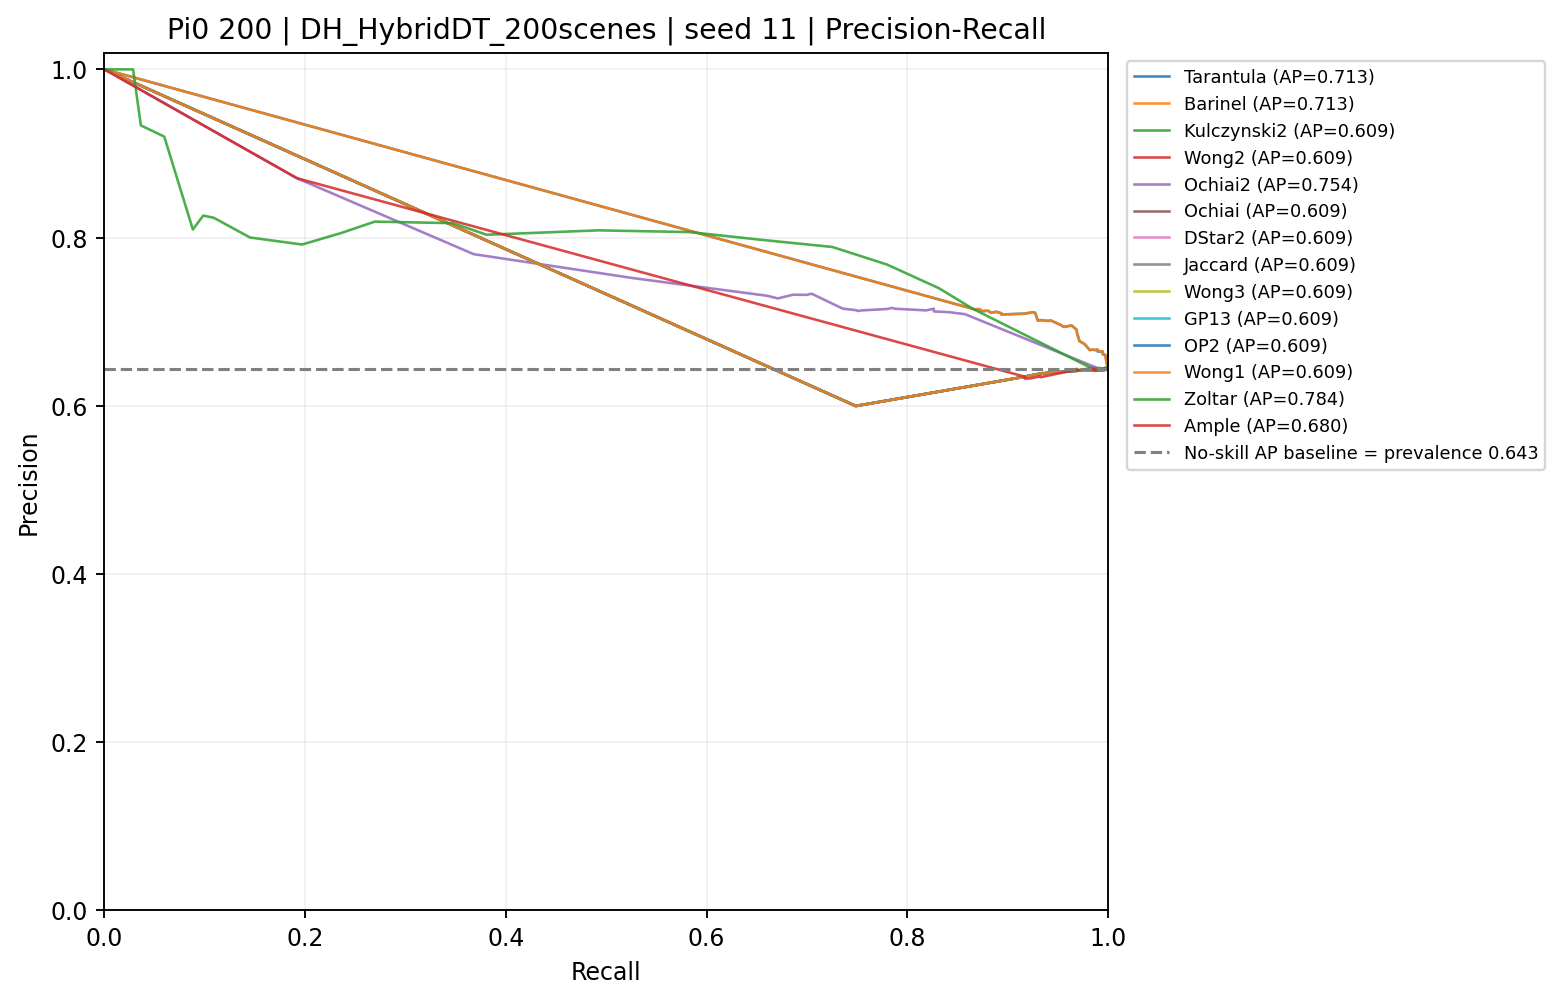 Pi0 200 | DH_HybridDT_200scenes | seed 11 | Precision-Recall
1.0
0.8
0.6
0.4
0.2
0.0
Precision
0.0 0.2 0.4 0.6 0.8 1.0
Recall
Tarantula (AP=0.713)
Barinel (AP=0.713)
Kulczynski2 (AP=0.609)
Wong2 (AP=0.609)
Ochiai2 (AP=0.754)
Ochiai (AP=0.609)
DStar2 (AP=0.609)
Jaccard (AP=0.609)
Wong3 (AP=0.609)
GP13 (AP=0.609)
OP2 (AP=0.609)
Wong1 (AP=0.609)
Zoltar (AP=0.784)
Ample (AP=0.680)
No-skill AP baseline = prevalence 0.643